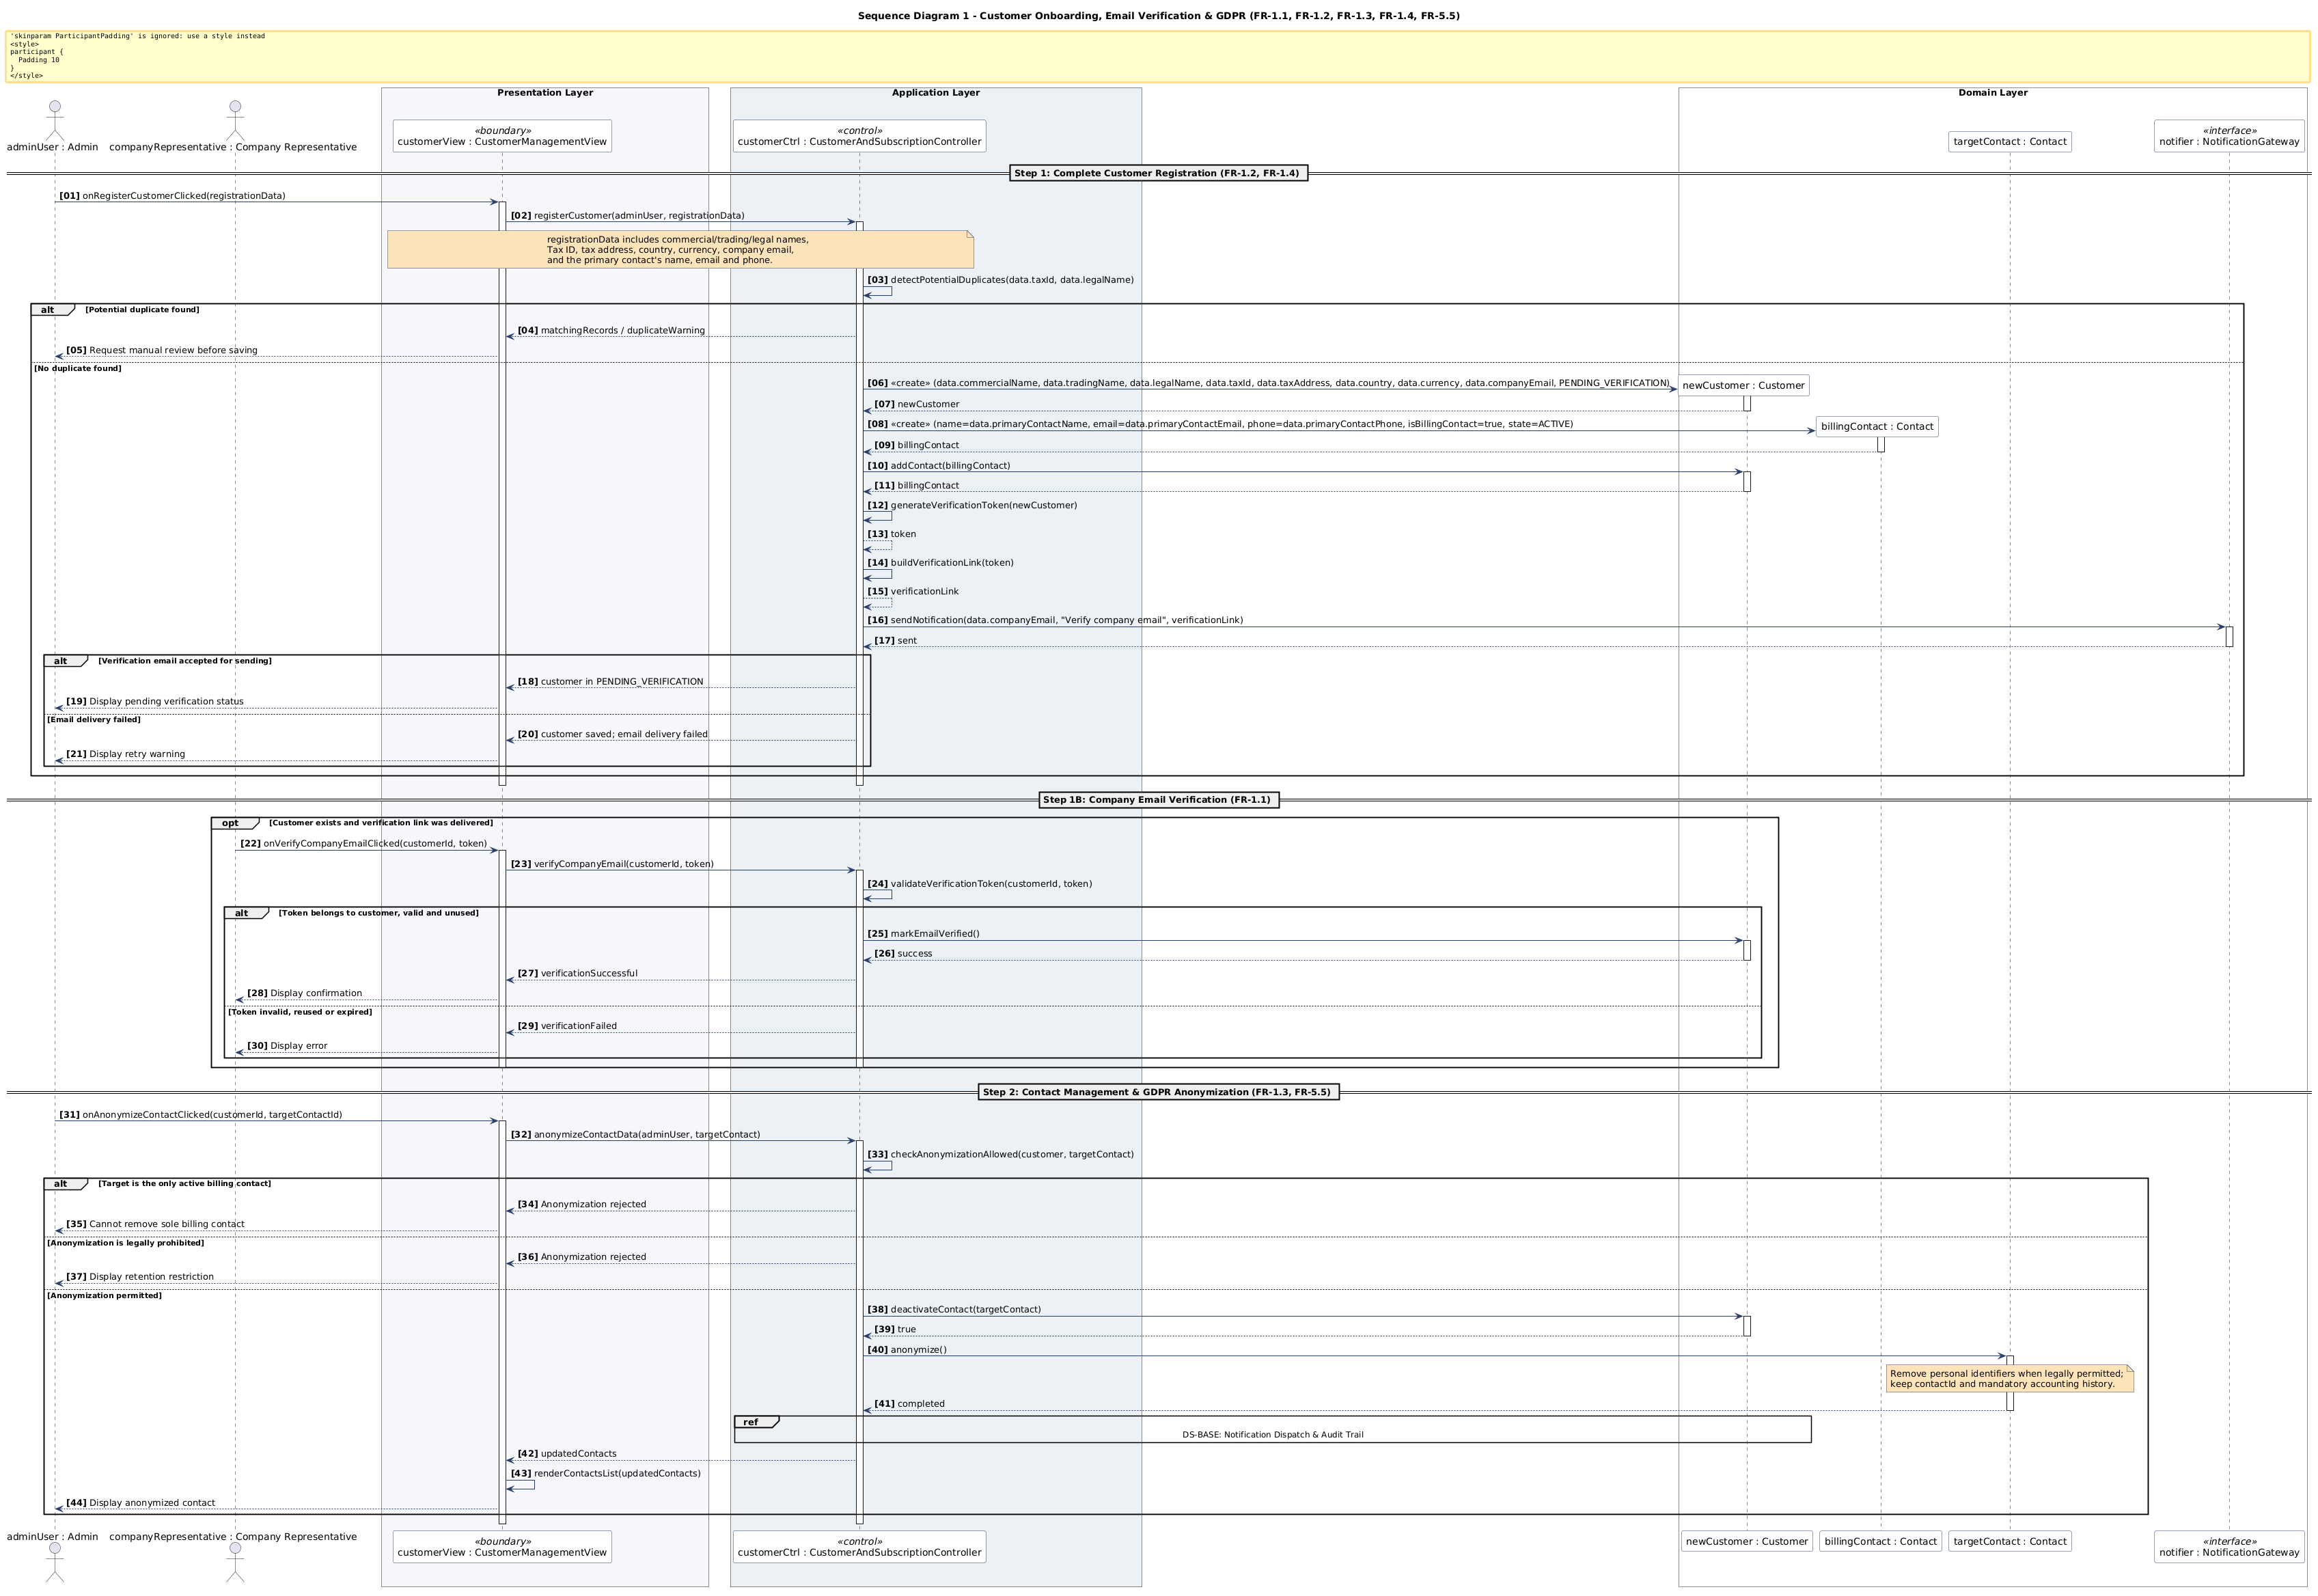 Sequence Diagram 1 - Customer Onboarding, Email Verification & GDPR (FR-1.1, FR-1.2, FR-1.3, FR-1.4, FR-5.5)
'skinparam ParticipantPadding' is ignored: use a style instead
<style>
participant {
  Padding 10
}
</style>
Presentation Layer
Application Layer
Domain Layer
adminUser : Admin
companyRepresentative : Company Representative
«boundary»
customerView : CustomerManagementView
«control»
customerCtrl : CustomerAndSubscriptionController
targetContact : Contact
«interface»
notifier : NotificationGateway
Step 1: Complete Customer Registration (FR-1.2, FR-1.4)
[01] onRegisterCustomerClicked(registrationData)
[02] registerCustomer(adminUser, registrationData)
registrationData includes commercial/trading/legal names,
Tax ID, tax address, country, currency, company email,
and the primary contact's name, email and phone.
[03] detectPotentialDuplicates(data.taxId, data.legalName)
alt [Potential duplicate found]
[04] matchingRecords / duplicateWarning
[05] Request manual review before saving
[No duplicate found]
[06] «create» (data.commercialName, data.tradingName, data.legalName, data.taxId, data.taxAddress, data.country, data.currency, data.companyEmail, PENDING_VERIFICATION)
newCustomer : Customer
[07] newCustomer
[08] «create» (name=data.primaryContactName, email=data.primaryContactEmail, phone=data.primaryContactPhone, isBillingContact=true, state=ACTIVE)
billingContact : Contact
[09] billingContact
[10] addContact(billingContact)
[11] billingContact
[12] generateVerificationToken(newCustomer)
[13] token
[14] buildVerificationLink(token)
[15] verificationLink
[16] sendNotification(data.companyEmail, "Verify company email", verificationLink)
[17] sent
alt [Verification email accepted for sending]
[18] customer in PENDING_VERIFICATION
[19] Display pending verification status
[Email delivery failed]
[20] customer saved; email delivery failed
[21] Display retry warning
Step 1B: Company Email Verification (FR-1.1)
opt [Customer exists and verification link was delivered]
[22] onVerifyCompanyEmailClicked(customerId, token)
[23] verifyCompanyEmail(customerId, token)
[24] validateVerificationToken(customerId, token)
alt [Token belongs to customer, valid and unused]
[25] markEmailVerified()
[26] success
[27] verificationSuccessful
[28] Display confirmation
[Token invalid, reused or expired]
[29] verificationFailed
[30] Display error
Step 2: Contact Management & GDPR Anonymization (FR-1.3, FR-5.5)
[31] onAnonymizeContactClicked(customerId, targetContactId)
[32] anonymizeContactData(adminUser, targetContact)
[33] checkAnonymizationAllowed(customer, targetContact)
alt [Target is the only active billing contact]
[34] Anonymization rejected
[35] Cannot remove sole billing contact
[Anonymization is legally prohibited]
[36] Anonymization rejected
[37] Display retention restriction
[Anonymization permitted]
[38] deactivateContact(targetContact)
[39] true
[40] anonymize()
Remove personal identifiers when legally permitted;
keep contactId and mandatory accounting history.
[41] completed
ref
DS-BASE: Notification Dispatch & Audit Trail
[42] updatedContacts
[43] renderContactsList(updatedContacts)
[44] Display anonymized contact
adminUser : Admin
companyRepresentative : Company Representative
«boundary»
customerView : CustomerManagementView
«control»
customerCtrl : CustomerAndSubscriptionController
newCustomer : Customer
billingContact : Contact
targetContact : Contact
«interface»
notifier : NotificationGateway